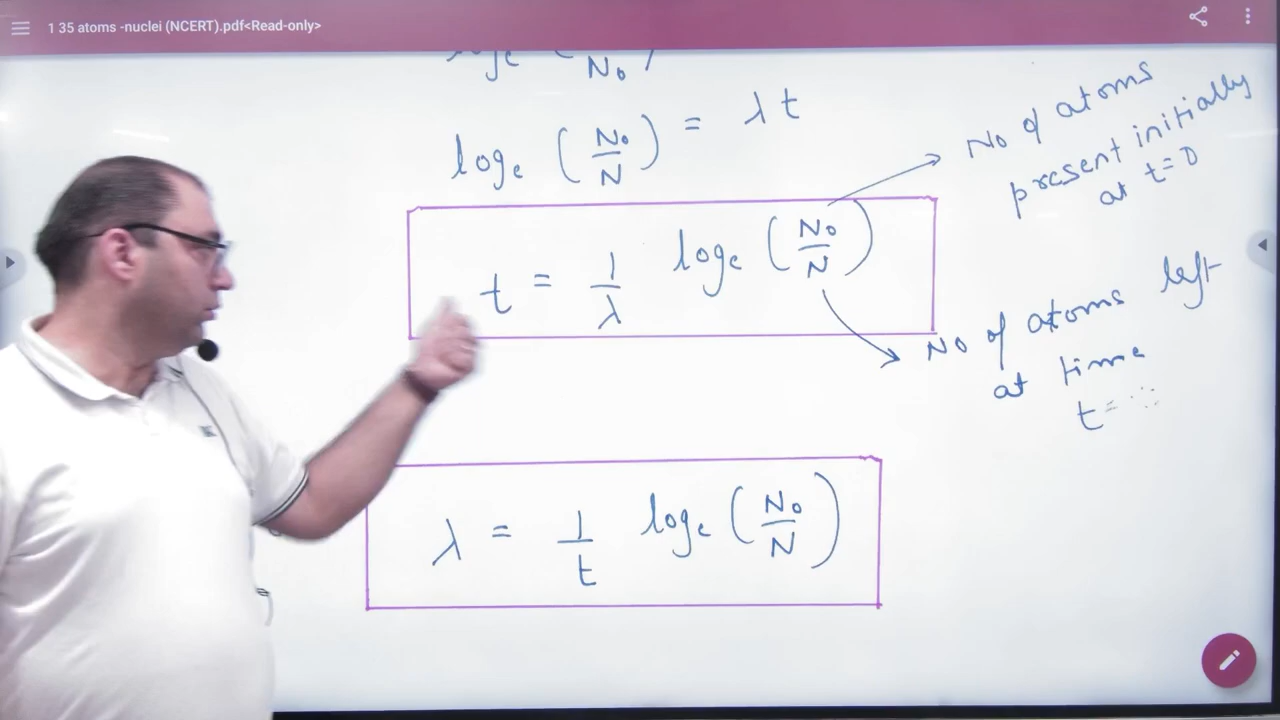 1 35 atoms -nuclei (NCERT).pdf<Read-only>
N₀
logₑ (N₀/N) = λt
No of atoms
present initially
at t=0
t = 1/λ logₑ (N₀/N)
No of atoms left
at time
t=
λ = 1/t logₑ (N₀/N)